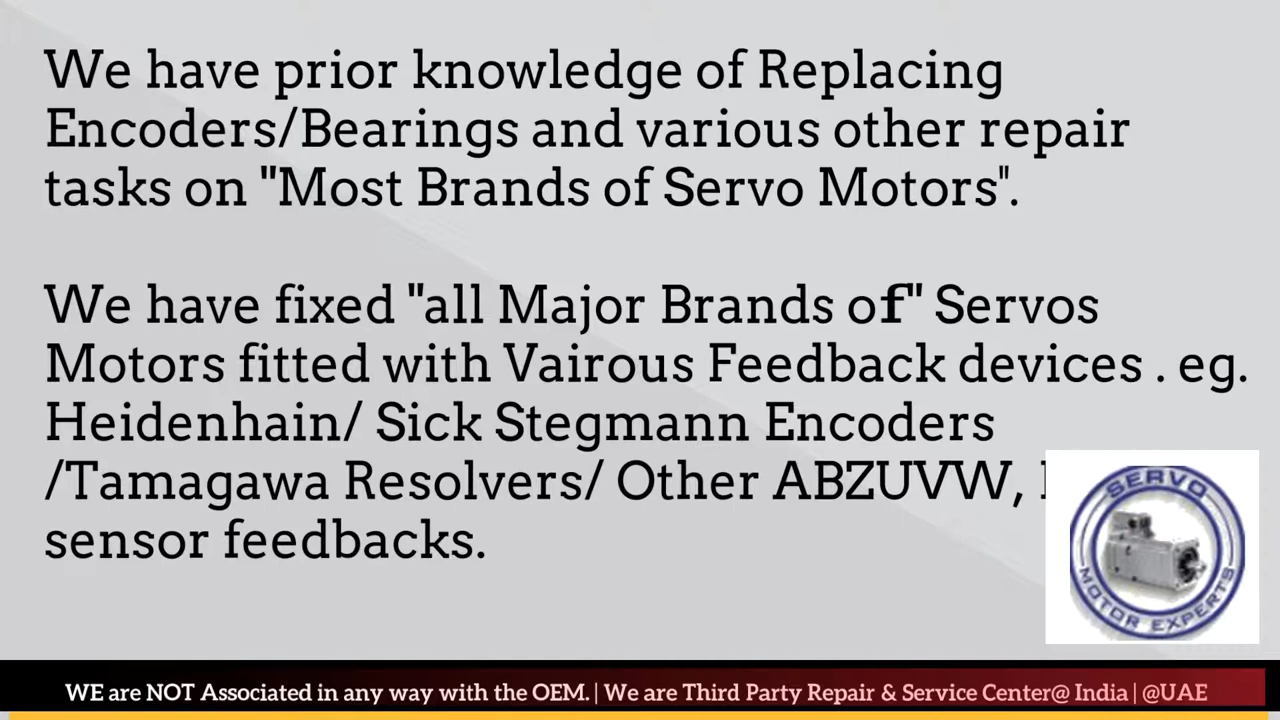 We have prior knowledge of Replacing
Encoders/Bearings and various other repair
tasks on "Most Brands of Servo Motors".
We have fixed "all Major Brands of" Servos
Motors fitted with Vairous Feedback devices . eg.
Heidenhain/ Sick Stegmann Encoders
/Tamagawa Resolvers/ Other ABZUVW,
sensor feedbacks.
SERVO
MOTOR EXPERTS
WE are NOT Associated in any way with the OEM. | We are Third Party Repair & Service Center@ India | @UAE